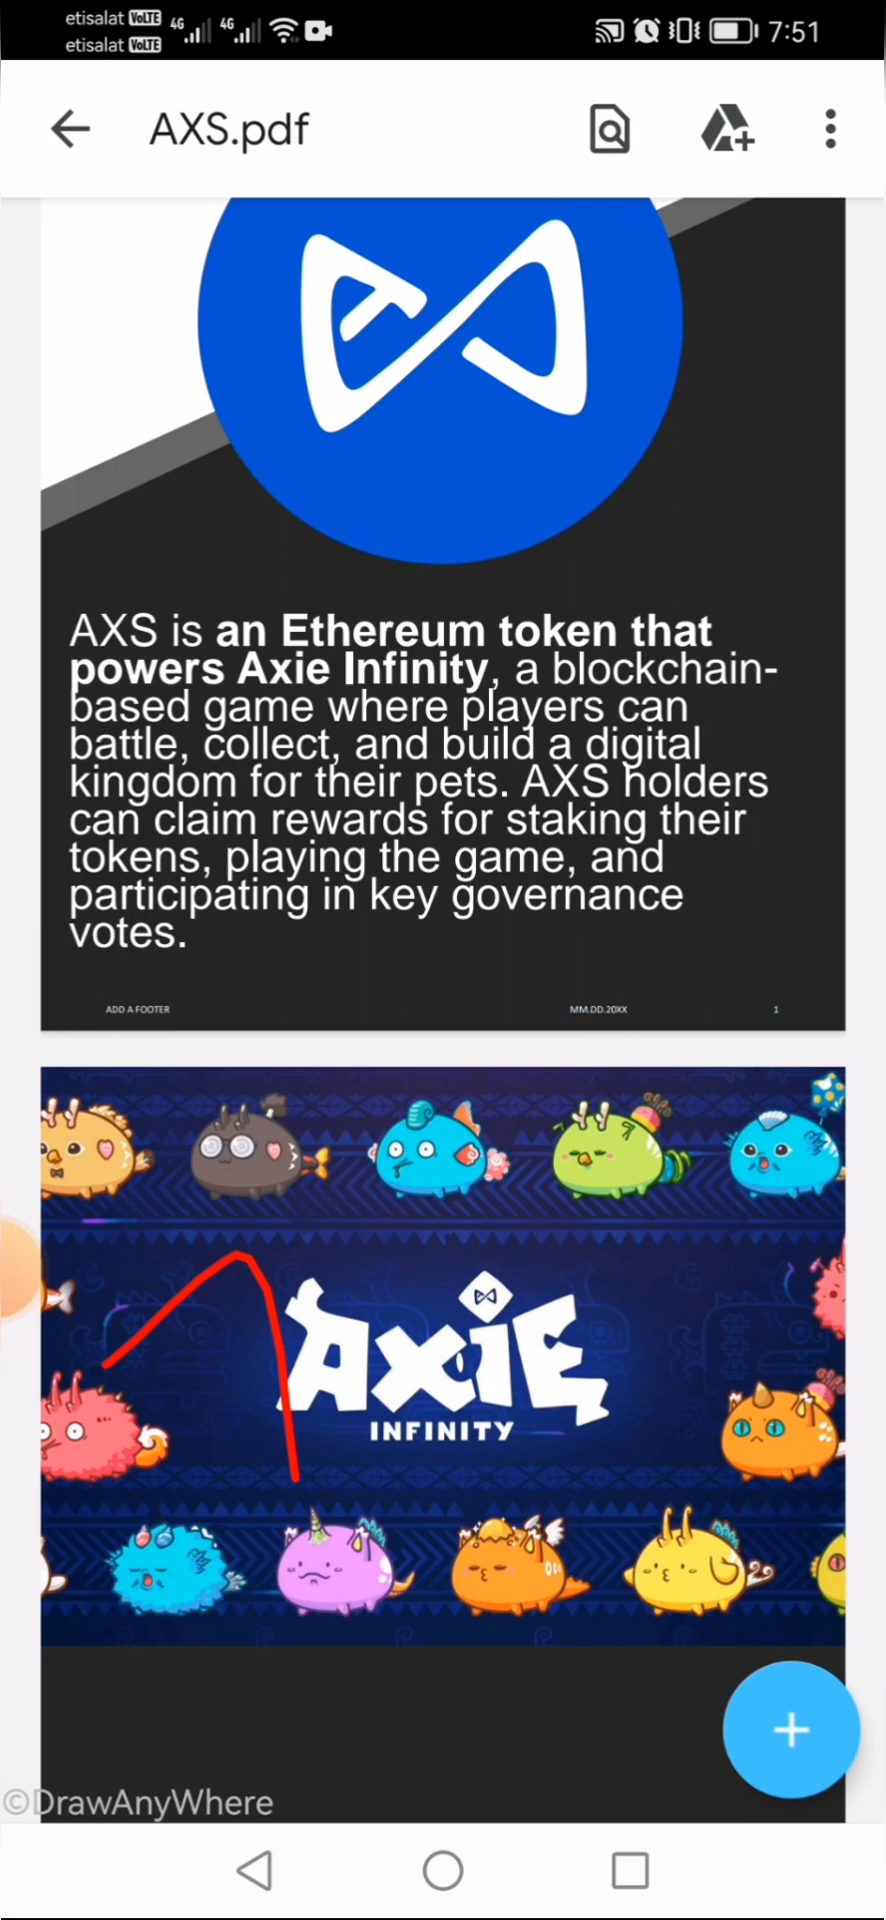 etisalat VoLTE 4G 4G 7:51
etisalat VoLTE
AXS.pdf
AXS is an Ethereum token that
powers Axie Infinity, a blockchain-
based game where players can
battle, collect, and build a digital
kingdom for their pets. AXS holders
can claim rewards for staking their
tokens, playing the game, and
participating in key governance
votes.
ADD A FOOTER MM.DD.20XX 1
AXIE
INFINITY
©DrawAnyWhere